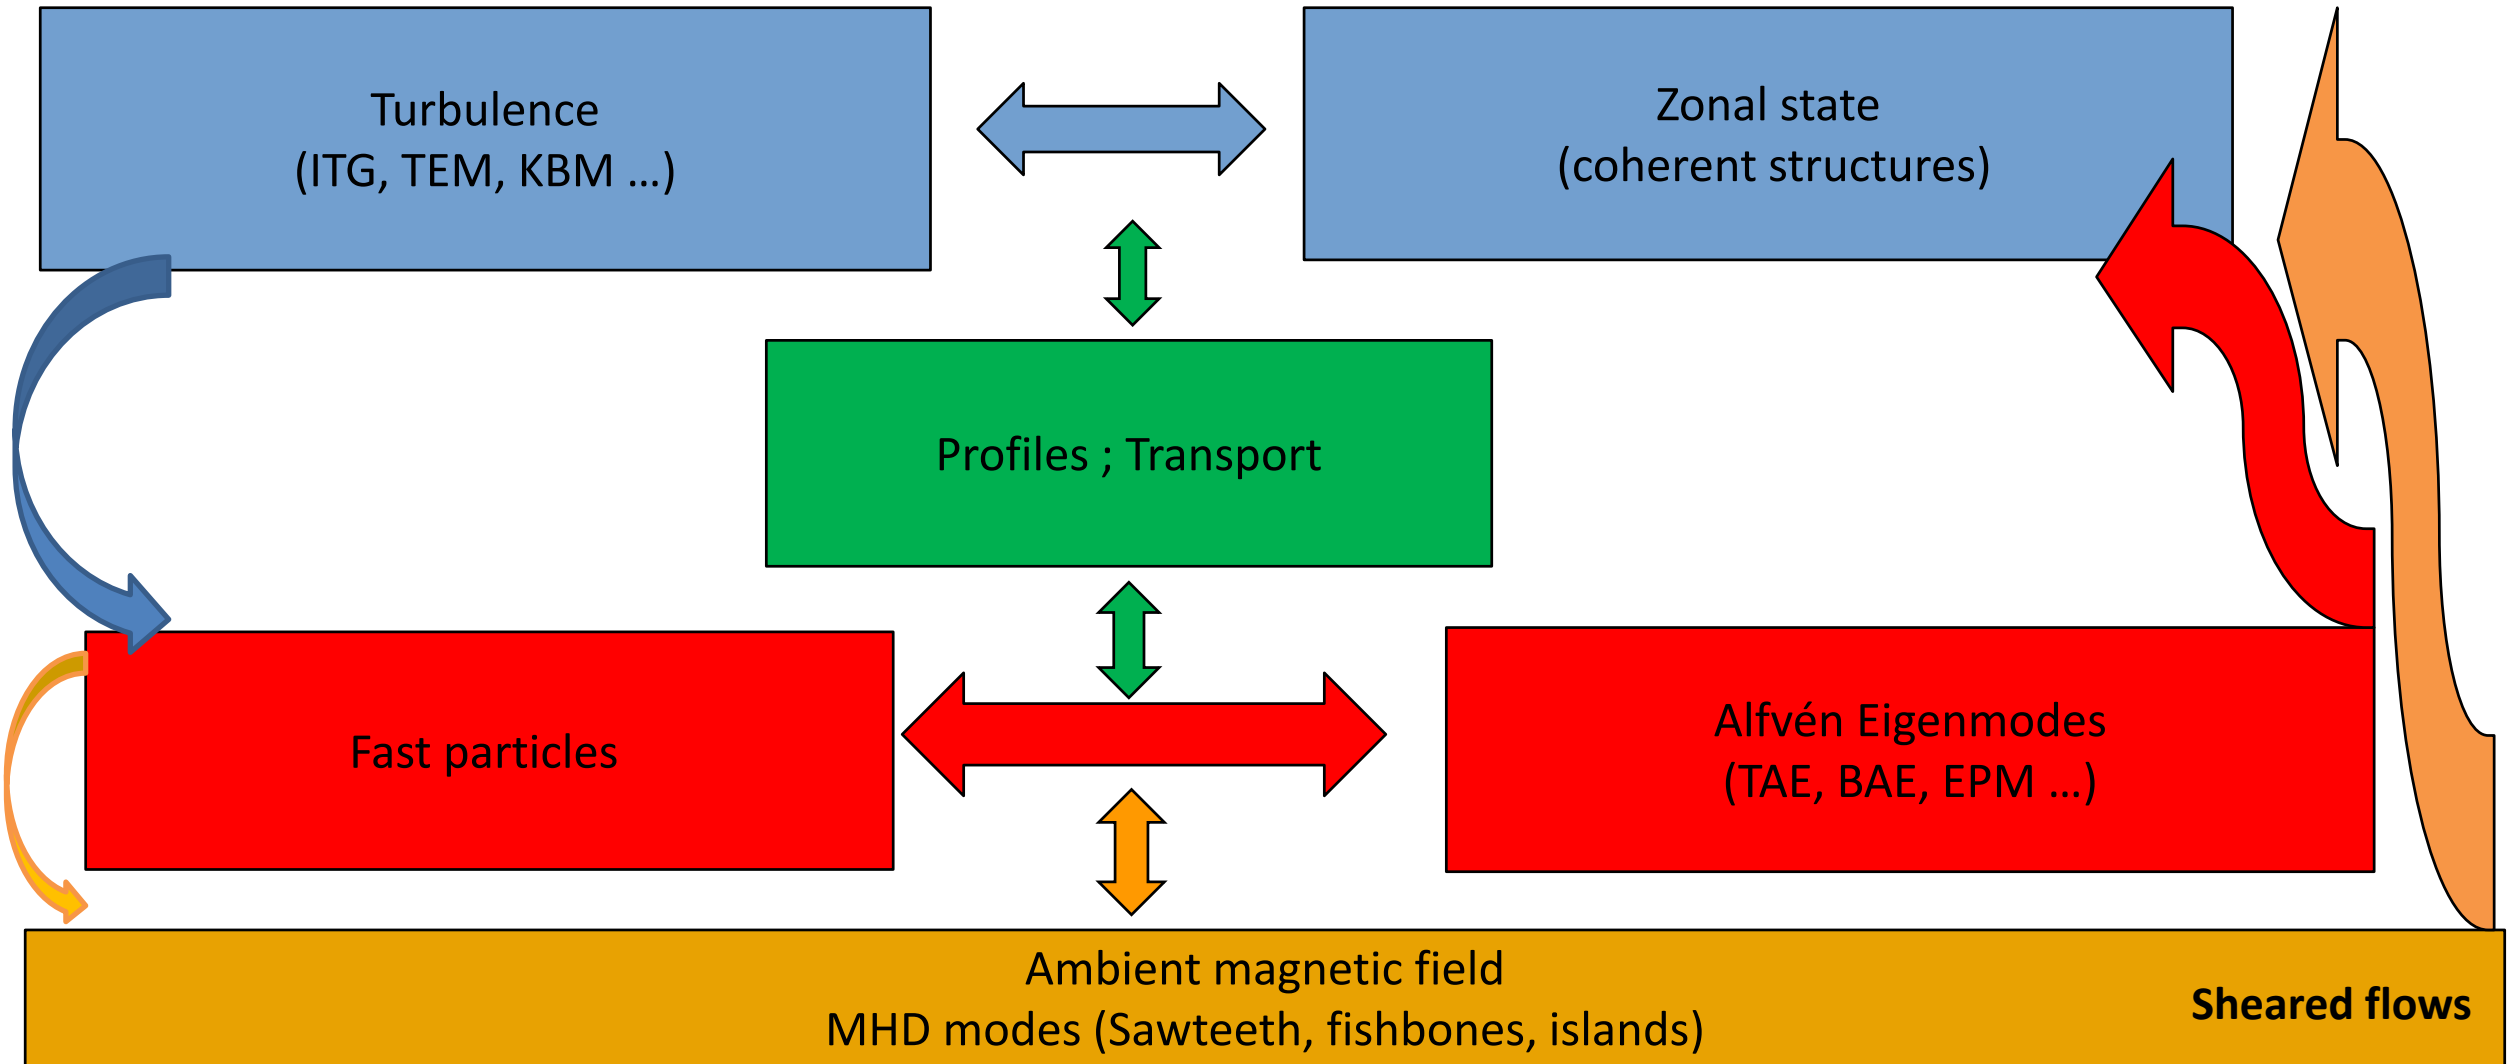 Turbulence
(ITG, TEM, KBM ...)
Zonal state
(coherent structures)
Profiles ; Transport
Fast particles
Alfvén Eigenmodes
(TAE, BAE, EPM ...)
Ambient magnetic field
MHD modes (Sawteeth, fishbones, islands)
Sheared flows